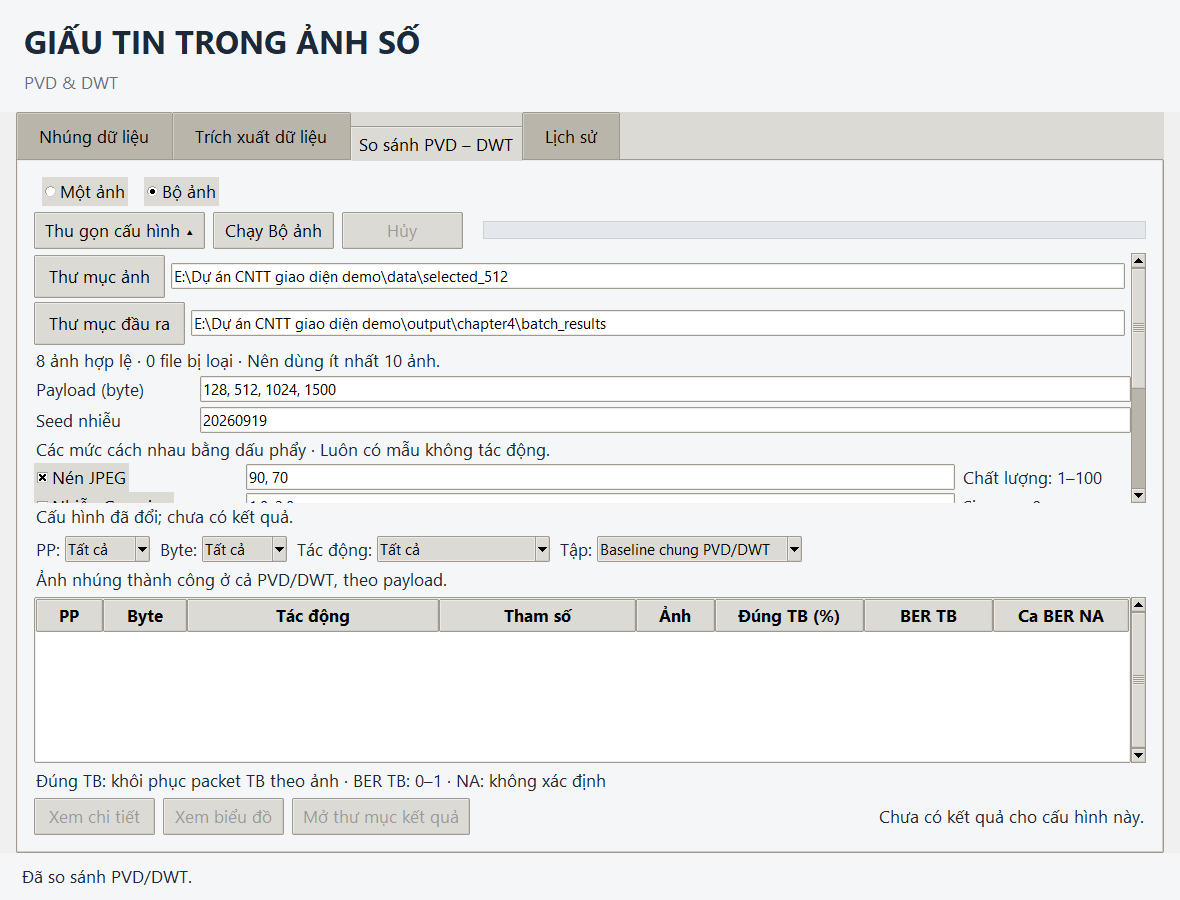 GIẤU TIN TRONG ẢNH SỐ
PVD & DWT
Nhúng dữ liệu Trích xuất dữ liệu So sánh PVD – DWT Lịch sử
Một ảnh Bộ ảnh
Thu gọn cấu hình ▴ Chạy Bộ ảnh Hủy
Thư mục ảnh E:\Dự án CNTT giao diện demo\data\selected_512
Thư mục đầu ra E:\Dự án CNTT giao diện demo\output\chapter4\batch_results
8 ảnh hợp lệ · 0 file bị loại · Nên dùng ít nhất 10 ảnh.
Payload (byte) 128, 512, 1024, 1500
Seed nhiễu 20260919
Các mức cách nhau bằng dấu phẩy · Luôn có mẫu không tác động.
Nén JPEG 90, 70 Chất lượng: 1–100
Cấu hình đã đổi; chưa có kết quả.
PP: Tất cả Byte: Tất cả Tác động: Tất cả Tập: Baseline chung PVD/DWT
Ảnh nhúng thành công ở cả PVD/DWT, theo payload.
PP Byte Tác động Tham số Ảnh Đúng TB (%) BER TB Ca BER NA
Đúng TB: khôi phục packet TB theo ảnh · BER TB: 0–1 · NA: không xác định
Xem chi tiết Xem biểu đồ Mở thư mục kết quả Chưa có kết quả cho cấu hình này.
Đã so sánh PVD/DWT.